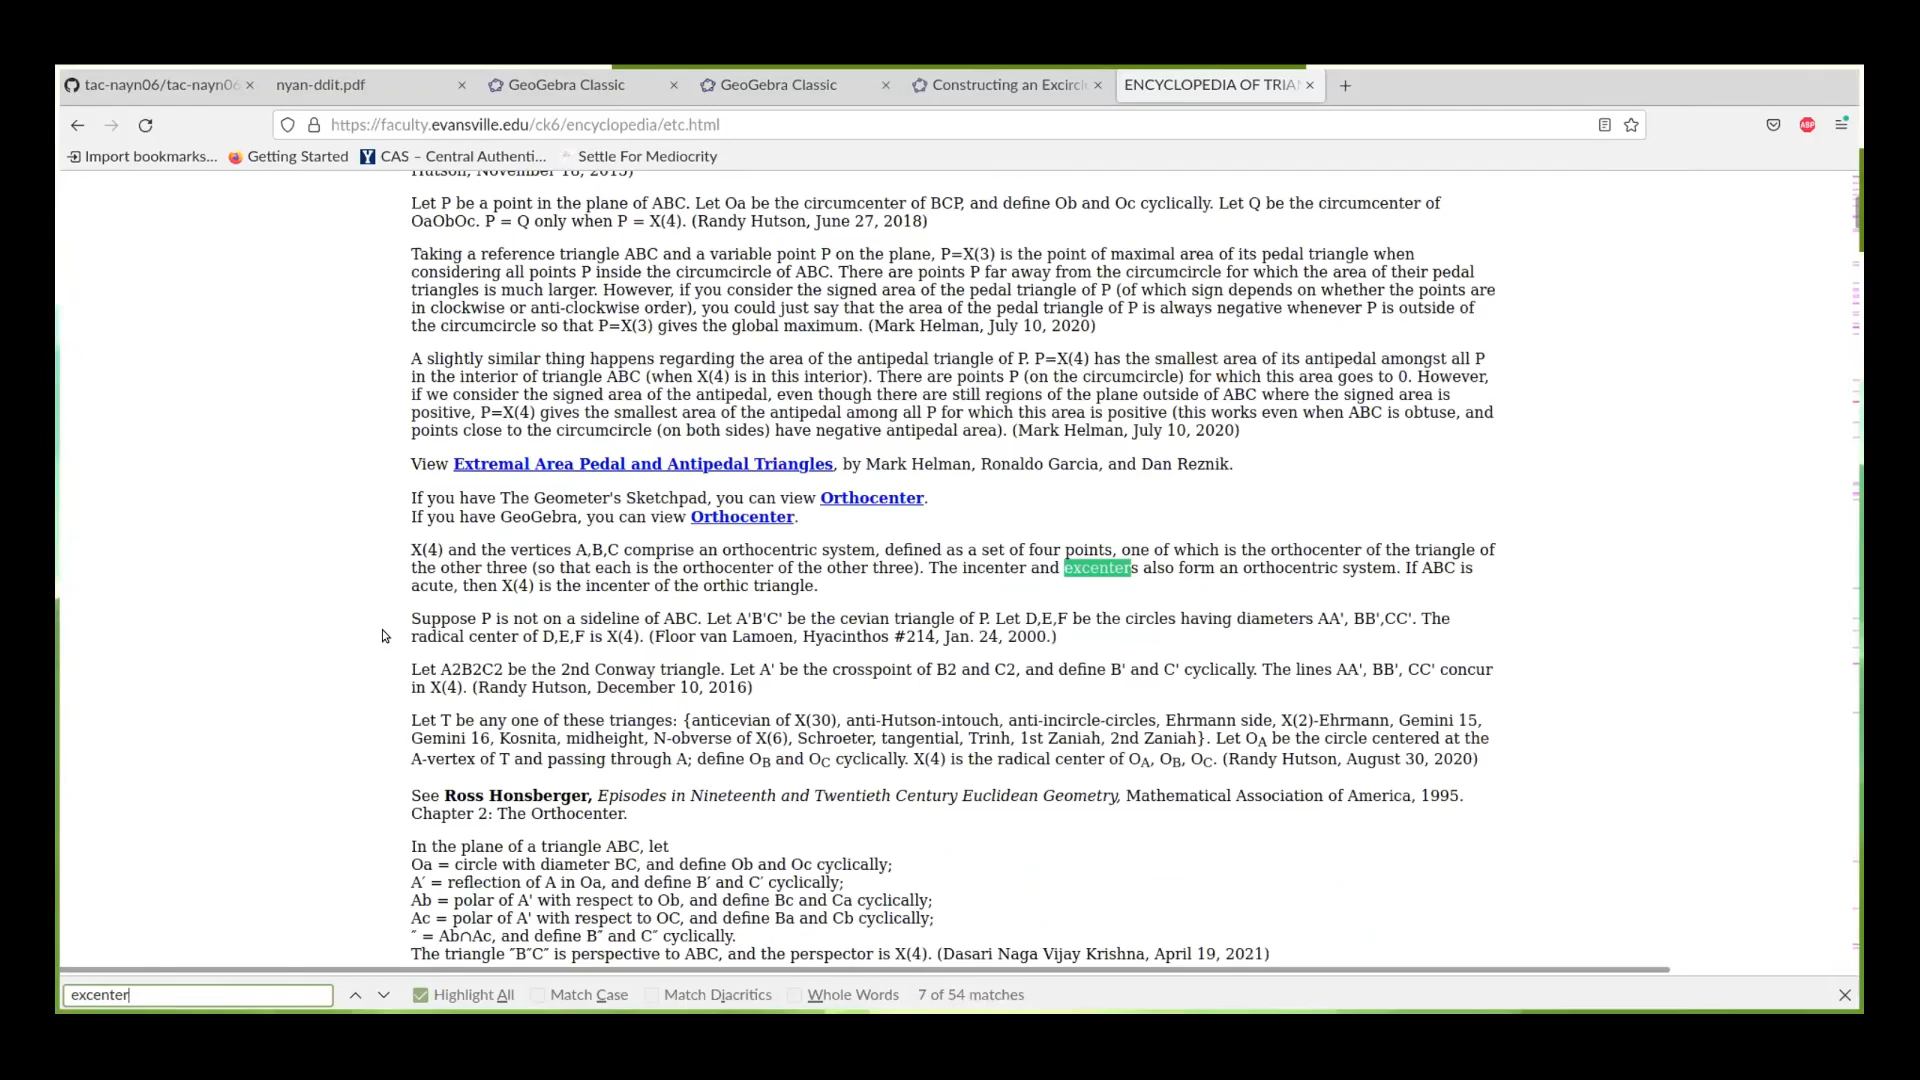 tac-nayn06/tac-nayn06
nyan-ddit.pdf
GeoGebra Classic
GeoGebra Classic
Constructing an Excircl
ENCYCLOPEDIA OF TRIAN
https://faculty.evansville.edu/ck6/encyclopedia/etc.html
ABP
Import bookmarks...
Getting Started
Y CAS – Central Authenti...
Settle For Mediocrity
Hutson, November 18, 2015)
Let P be a point in the plane of ABC. Let Oa be the circumcenter of BCP, and define Ob and Oc cyclically. Let Q be the circumcenter of
OaObOc. P = Q only when P = X(4). (Randy Hutson, June 27, 2018)
Taking a reference triangle ABC and a variable point P on the plane, P=X(3) is the point of maximal area of its pedal triangle when
considering all points P inside the circumcircle of ABC. There are points P far away from the circumcircle for which the area of their pedal
triangles is much larger. However, if you consider the signed area of the pedal triangle of P (of which sign depends on whether the points are
in clockwise or anti-clockwise order), you could just say that the area of the pedal triangle of P is always negative whenever P is outside of
the circumcircle so that P=X(3) gives the global maximum. (Mark Helman, July 10, 2020)
A slightly similar thing happens regarding the area of the antipedal triangle of P. P=X(4) has the smallest area of its antipedal amongst all P
in the interior of triangle ABC (when X(4) is in this interior). There are points P (on the circumcircle) for which this area goes to 0. However,
if we consider the signed area of the antipedal, even though there are still regions of the plane outside of ABC where the signed area is
positive, P=X(4) gives the smallest area of the antipedal among all P for which this area is positive (this works even when ABC is obtuse, and
points close to the circumcircle (on both sides) have negative antipedal area). (Mark Helman, July 10, 2020)
View Extremal Area Pedal and Antipedal Triangles, by Mark Helman, Ronaldo Garcia, and Dan Reznik.
If you have The Geometer's Sketchpad, you can view Orthocenter.
If you have GeoGebra, you can view Orthocenter.
X(4) and the vertices A,B,C comprise an orthocentric system, defined as a set of four points, one of which is the orthocenter of the triangle of
the other three (so that each is the orthocenter of the other three). The incenter and excenters also form an orthocentric system. If ABC is
acute, then X(4) is the incenter of the orthic triangle.
Suppose P is not on a sideline of ABC. Let A'B'C' be the cevian triangle of P. Let D,E,F be the circles having diameters AA', BB',CC'. The
radical center of D,E,F is X(4). (Floor van Lamoen, Hyacinthos #214, Jan. 24, 2000.)
Let A2B2C2 be the 2nd Conway triangle. Let A' be the crosspoint of B2 and C2, and define B' and C' cyclically. The lines AA', BB', CC' concur
in X(4). (Randy Hutson, December 10, 2016)
Let T be any one of these trianges: {anticevian of X(30), anti-Hutson-intouch, anti-incircle-circles, Ehrmann side, X(2)-Ehrmann, Gemini 15,
Gemini 16, Kosnita, midheight, N-obverse of X(6), Schroeter, tangential, Trinh, 1st Zaniah, 2nd Zaniah}. Let OA be the circle centered at the
A-vertex of T and passing through A; define OB and OC cyclically. X(4) is the radical center of OA, OB, OC. (Randy Hutson, August 30, 2020)
See Ross Honsberger, Episodes in Nineteenth and Twentieth Century Euclidean Geometry, Mathematical Association of America, 1995.
Chapter 2: The Orthocenter.
In the plane of a triangle ABC, let
Oa = circle with diameter BC, and define Ob and Oc cyclically;
A′ = reflection of A in Oa, and define B′ and C′ cyclically;
Ab = polar of A' with respect to Ob, and define Bc and Ca cyclically;
Ac = polar of A' with respect to OC, and define Ba and Cb cyclically;
″ = Ab∩Ac, and define B″ and C″ cyclically.
The triangle ″B″C″ is perspective to ABC, and the perspector is X(4). (Dasari Naga Vijay Krishna, April 19, 2021)
excenter
Highlight All
Match Case
Match Diacritics
Whole Words
7 of 54 matches